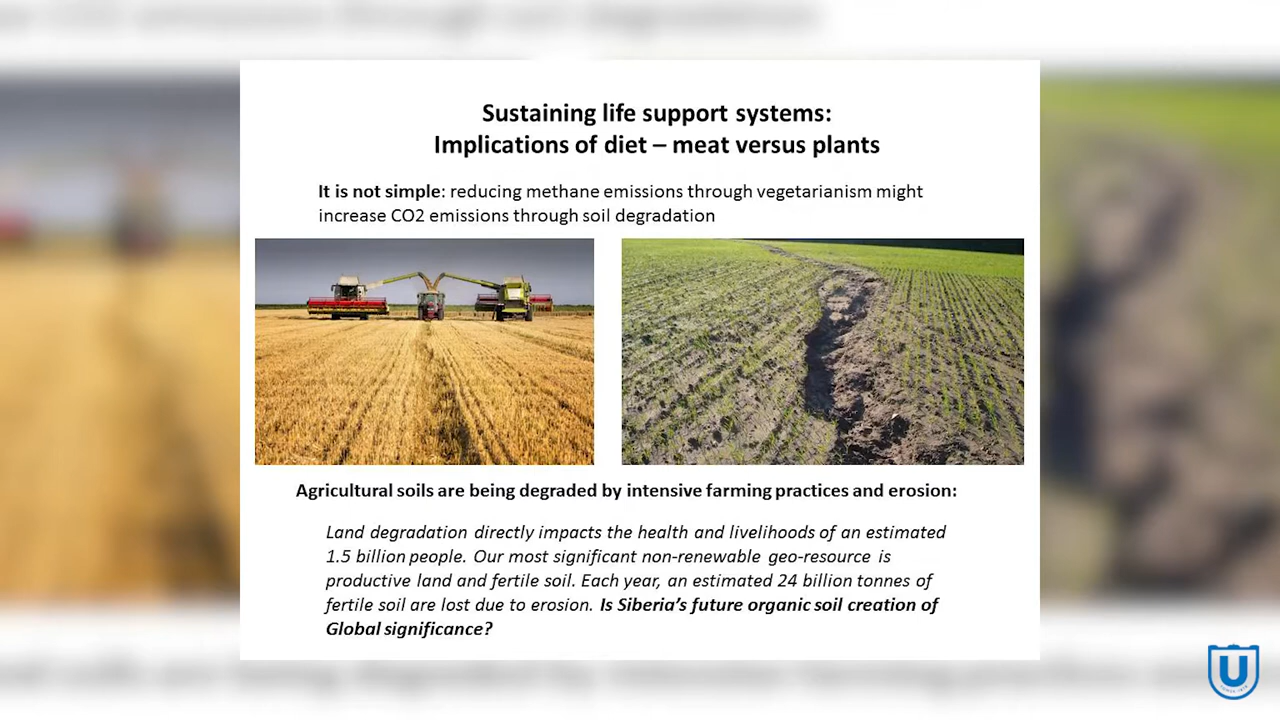 Sustaining life support systems:
Implications of diet – meat versus plants
It is not simple: reducing methane emissions through vegetarianism might
increase CO2 emissions through soil degradation
Agricultural soils are being degraded by intensive farming practices and erosion:
Land degradation directly impacts the health and livelihoods of an estimated
1.5 billion people. Our most significant non-renewable geo-resource is
productive land and fertile soil. Each year, an estimated 24 billion tonnes of
fertile soil are lost due to erosion. Is Siberia's future organic soil creation of
Global significance?
U